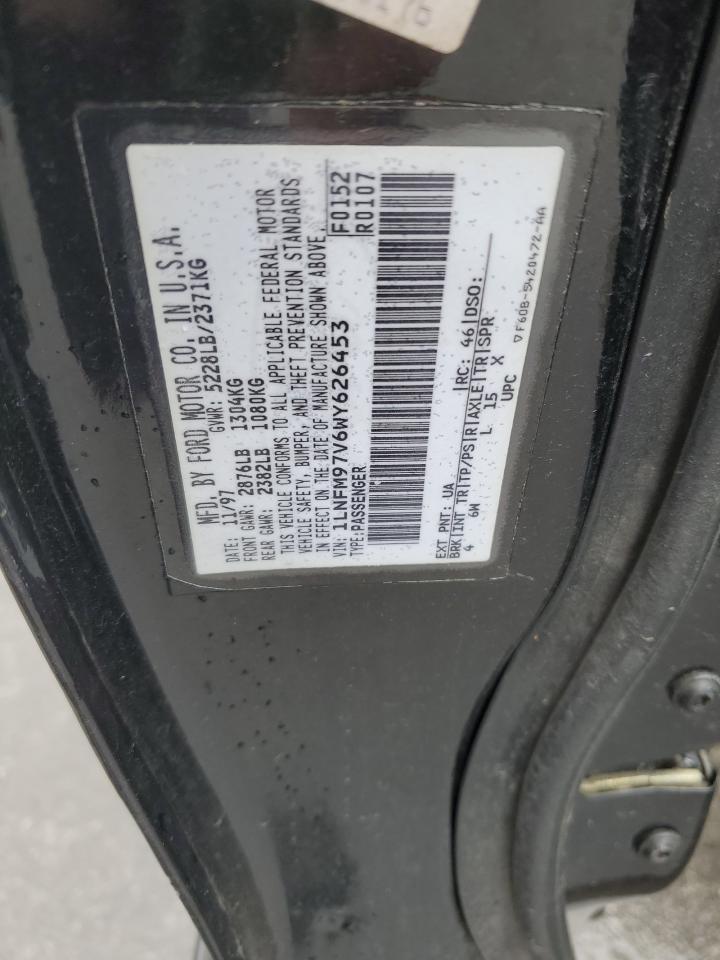 MFD. BY FORD MOTOR CO. IN U.S.A.
DATE: 11/97 GVWR: 5228LB/2371KG
FRONT GAWR: 2876LB 1304KG
REAR GAWR: 2382LB 1080KG
THIS VEHICLE CONFORMS TO ALL APPLICABLE FEDERAL MOTOR
VEHICLE SAFETY, BUMPER, AND THEFT PREVENTION STANDARDS
IN EFFECT ON THE DATE OF MANUFACTURE SHOWN ABOVE.
VIN: 1LNFM97V6WY626453 F0152
TYPE:PASSENGER R0107
EXT PNT: UA RC: 46 DSO:
BRK INT TR TP/PS R AXLE TR SPR
4 6W L 15 X
UPC
▽F60B-5420472-AA